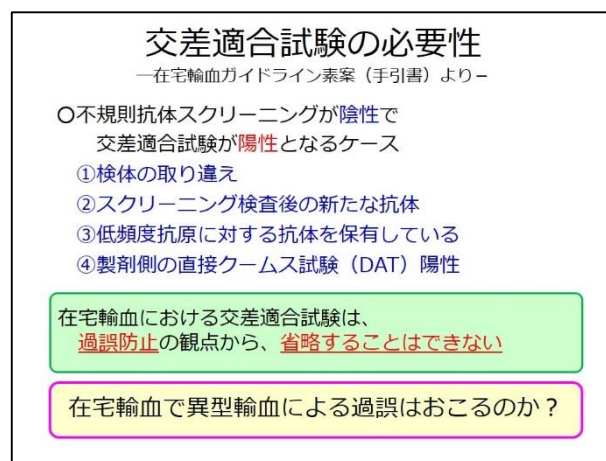 交差適合試験の必要性
―在宅輸血ガイドライン素案（手引書）より－
〇不規則抗体スクリーニングが陰性で
交差適合試験が陽性となるケース
①検体の取り違え
②スクリーニング検査後の新たな抗体
③低頻度抗原に対する抗体を保有している
④製剤側の直接クームス試験（DAT）陽性
在宅輸血における交差適合試験は、
過誤防止の観点から、省略することはできない
在宅輸血で異型輸血による過誤はおこるのか？